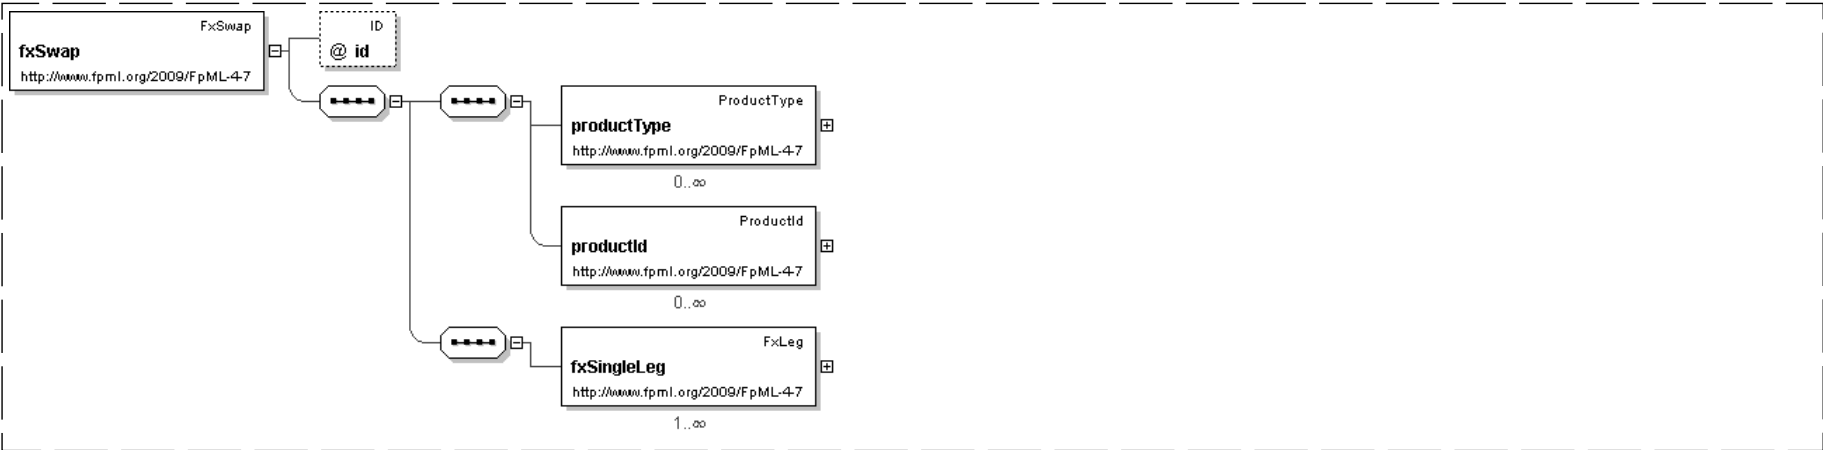 FxSwap
fxSwap
http://www.fpml.org/2009/FpML-4-7
ID
@ id
ProductType
productType
http://www.fpml.org/2009/FpML-4-7
0..∞
ProductId
productId
http://www.fpml.org/2009/FpML-4-7
0..∞
FxLeg
fxSingleLeg
http://www.fpml.org/2009/FpML-4-7
1..∞